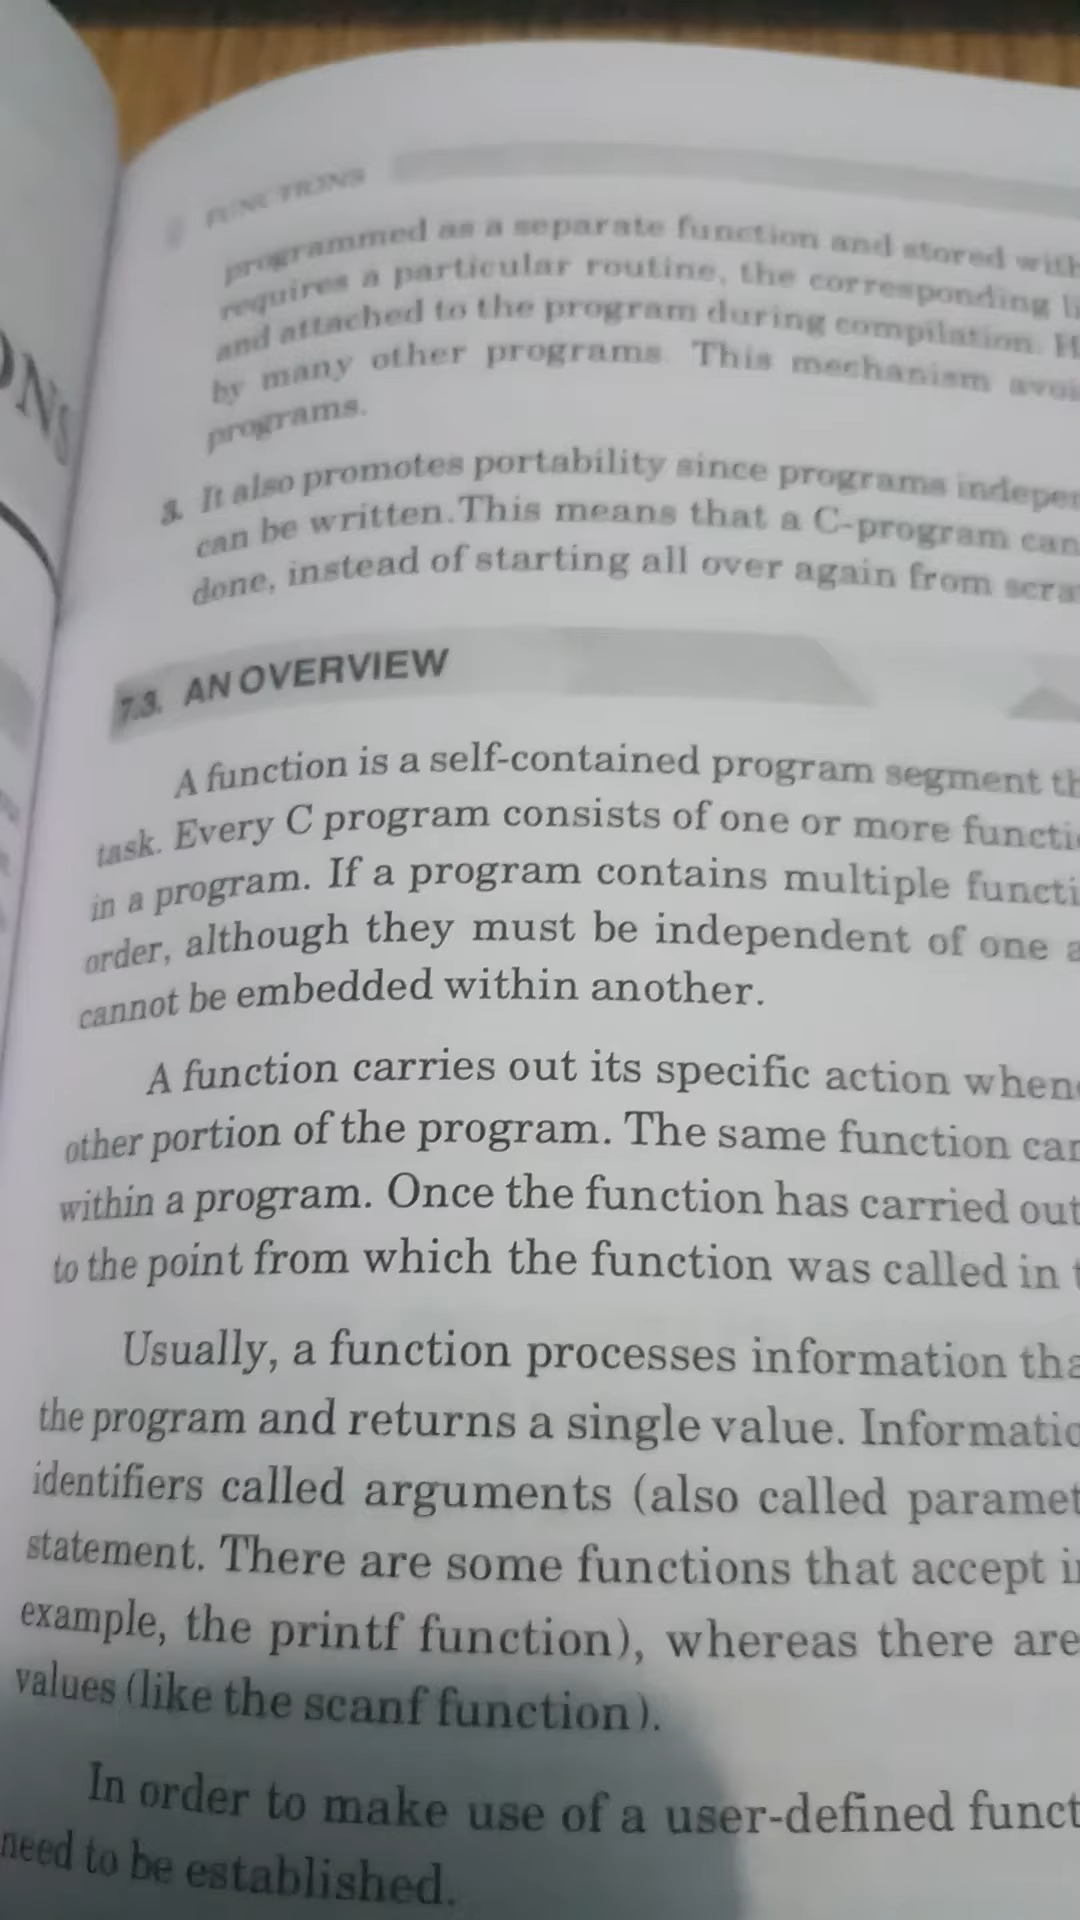 ONS
FUNCTIONS
programmed as a separate function and stored with
requires a particular routine, the corresponding
and attached to the program during compilation.
by many other programs. This mechanism
programs.
3. It also promotes portability since programs
can be written.This means that a C-program can
done, instead of starting all over again from
7.3. AN OVERVIEW
A function is a self-contained program segment
task. Every C program consists of one or more
in a program. If a program contains multiple
order, although they must be independent of one
cannot be embedded within another.
A function carries out its specific action
other portion of the program. The same function
within a program. Once the function has carried out
to the point from which the function was called in
Usually, a function processes information
the program and returns a single value.
identifiers called arguments (also called
statement. There are some functions that accept
example, the printf function), whereas there are
values (like the scanf function).
In order to make use of a user-defined
need to be established.